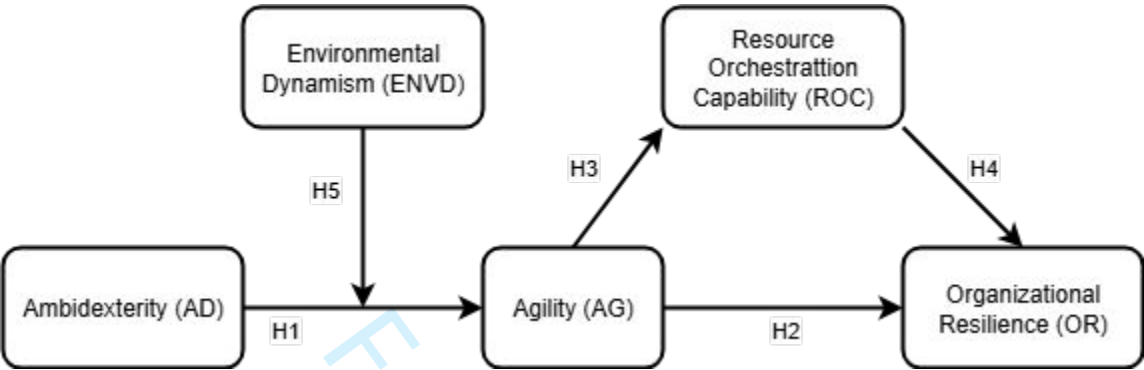 Environmental
Dynamism (ENVD)
Resource
Orchestrattion
Capability (ROC)
H5
H3
H4
Ambidexterity (AD)
H1
Agility (AG)
H2
Organizational
Resilience (OR)
F